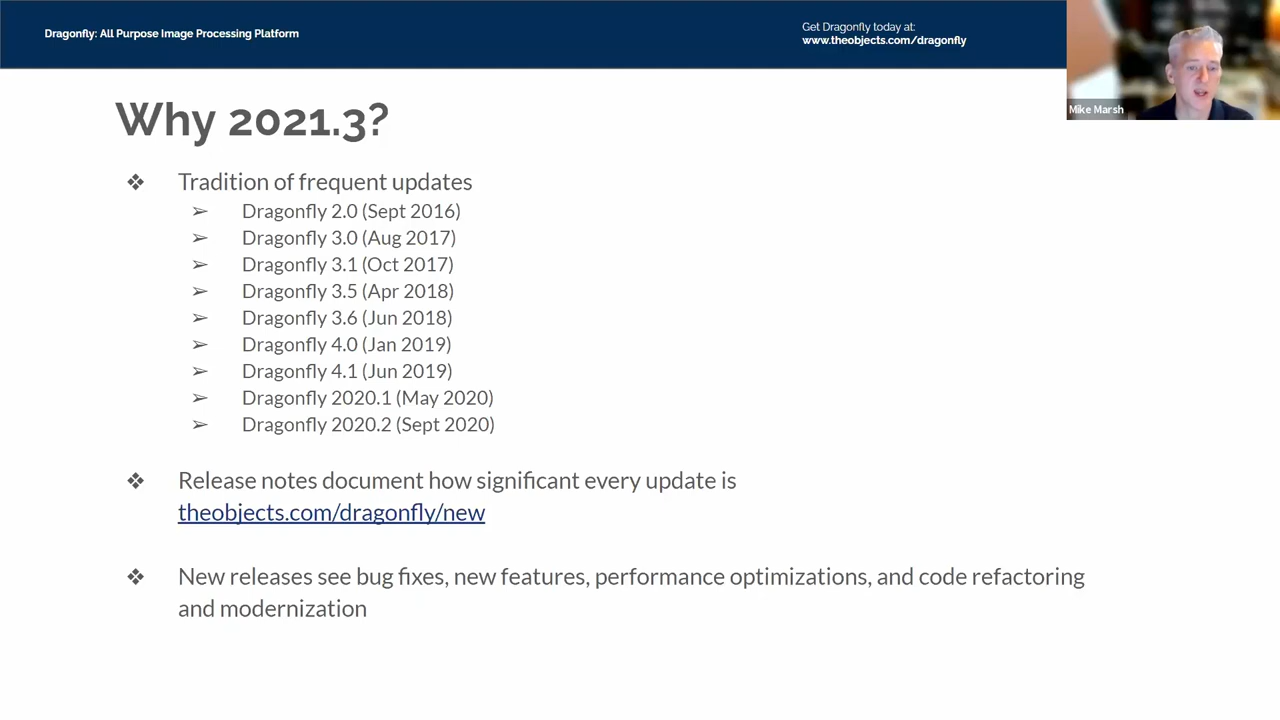 Dragonfly: All Purpose Image Processing Platform
Get Dragonfly today at:
www.theobjects.com/dragonfly
Mike Marsh
Why 2021.3?
❖ Tradition of frequent updates
➢ Dragonfly 2.0 (Sept 2016)
➢ Dragonfly 3.0 (Aug 2017)
➢ Dragonfly 3.1 (Oct 2017)
➢ Dragonfly 3.5 (Apr 2018)
➢ Dragonfly 3.6 (Jun 2018)
➢ Dragonfly 4.0 (Jan 2019)
➢ Dragonfly 4.1 (Jun 2019)
➢ Dragonfly 2020.1 (May 2020)
➢ Dragonfly 2020.2 (Sept 2020)
❖ Release notes document how significant every update is
theobjects.com/dragonfly/new
❖ New releases see bug fixes, new features, performance optimizations, and code refactoring
and modernization